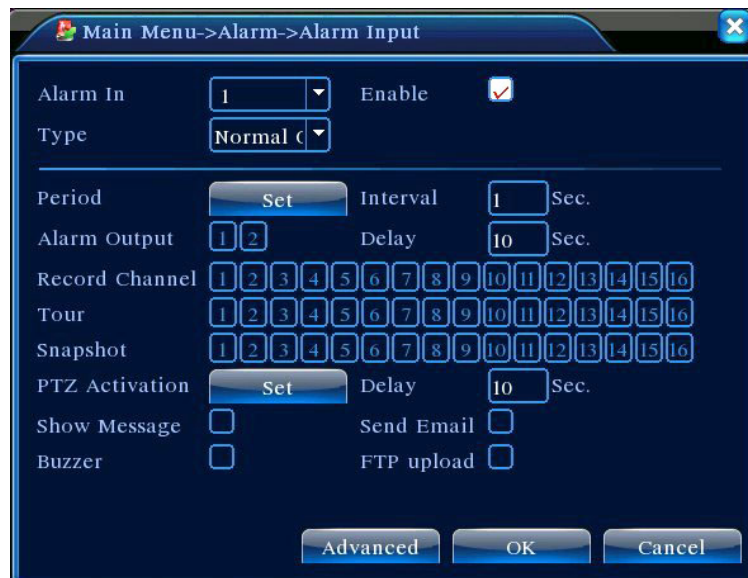 Main Menu->Alarm->Alarm Input
Alarm In 1 Enable
Type Normal
Period Set Interval 1 Sec.
Alarm Output 1 2 Delay 10 Sec.
Record Channel 1 2 3 4 5 6 7 8 9 10 11 12 13 14 15 16
Tour 1 2 3 4 5 6 7 8 9 10 11 12 13 14 15 16
Snapshot 1 2 3 4 5 6 7 8 9 10 11 12 13 14 15 16
PTZ Activation Set Delay 10 Sec.
Show Message Send Email
Buzzer FTP upload
Advanced OK Cancel